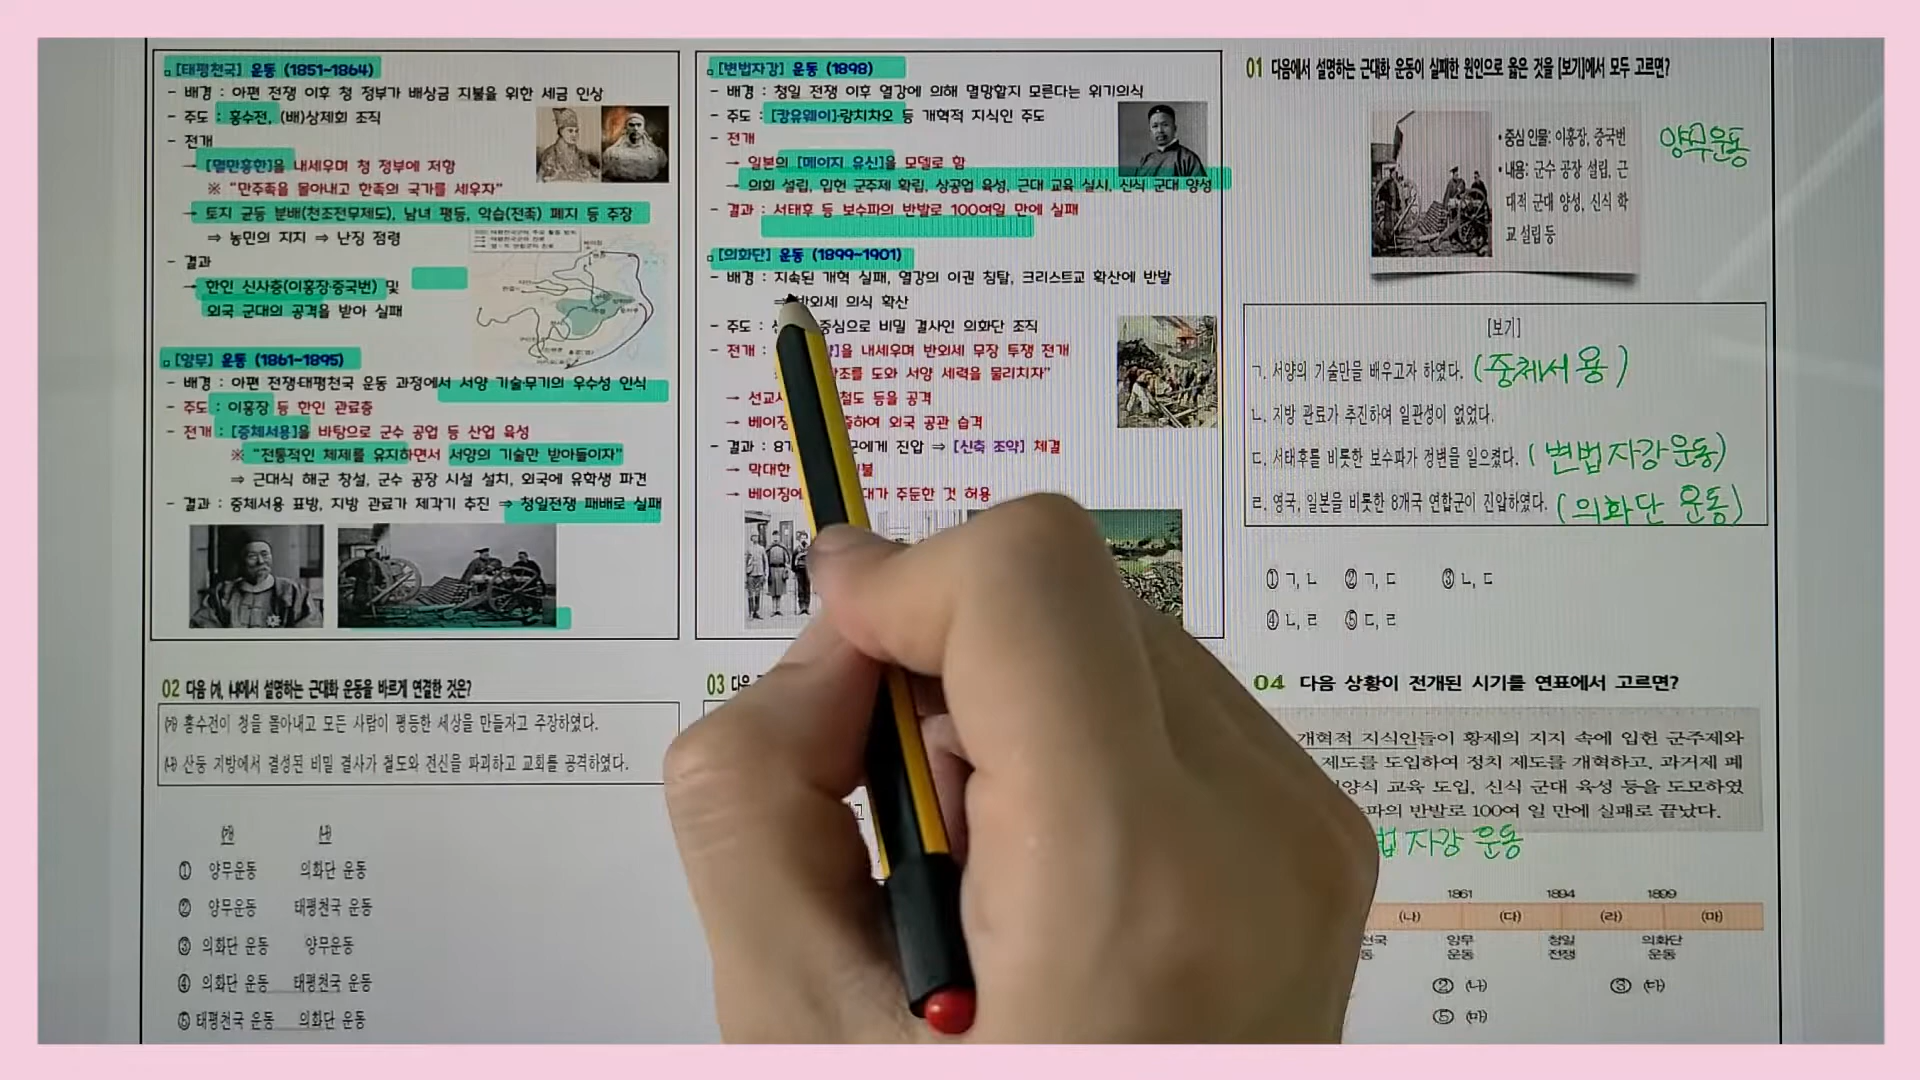 [태평천국] 운동 (1851~1864)
- 배경 : 아편 전쟁 이후 청 정부가 배상금 지불을 위한 세금 인상
- 주도 : 홍수전, (배)상제회 조직
- 전개
→ [멸만흥한]을 내세우며 청 정부에 저항
※ "만주족을 몰아내고 한족의 국가를 세우자"
→ 토지 균등 분배(천조전무제도), 남녀 평등, 악습(전족) 폐지 등 주장
⇒ 농민의 지지 ⇒ 난징 점령
- 결과
→ 한인 신사층(이홍장·증국번) 및
외국 군대의 공격을 받아 실패
[양무] 운동 (1861-1895)
- 배경 : 아편 전쟁·태평천국 운동 과정에서 서양 기술·무기의 우수성 인식
- 주도 : 이홍장 등 한인 관료층
- 전개 : [중체서용]을 바탕으로 군수 공업 등 산업 육성
※ "전통적인 체제를 유지하면서 서양의 기술만 받아들이자"
⇒ 근대식 해군 창설, 군수 공장 시설 설치, 외국에 유학생 파견
- 결과 : 중체서용 표방, 지방 관료가 제각기 추진 ⇒ 청일전쟁 패배로 실패
[변법자강] 운동 (1898)
- 배경 : 청일 전쟁 이후 열강에 의해 멸망할지 모른다는 위기의식
- 주도 : [캉유웨이]·량치차오 등 개혁적 지식인 주도
- 전개
→ 일본의 [메이지 유신]을 모델로 함
→ 의회 설립, 입헌 군주제 확립, 상공업 육성, 근대 교육 실시, 신식 군대 양성
- 결과 : 서태후 등 보수파의 반발로 100여일 만에 실패
[의화단] 운동 (1899~1901)
- 배경 : 지속된 개혁 실패, 열강의 이권 침탈, 크리스트교 확산에 반발
⇒ 반외세 의식 확산
- 주도 : 중심으로 비밀 결사인 의화단 조직
- 전개 : 을 내세우며 반외세 무장 투쟁 전개
조를 도와 서양 세력을 물리치자"
→ 선교 철도 등을 공격
→ 베이징 하여 외국 공관 습격
- 결과 : 8 군에게 진압 ⇒ [신축 조약] 체결
→ 막대한 불
→ 베이징에 대가 주둔한 것 허용
01 다음에서 설명하는 근대화 운동이 실패한 원인으로 옳은 것을 [보기]에서 모두 고르면?
• 중심 인물: 이홍장, 증국번
• 내용: 군수 공장 설립, 근
대적 군대 양성, 신식 학
교 설립 등
양무운동
[보기]
ㄱ. 서양의 기술만을 배우고자 하였다. (중체서용)
ㄴ. 지방 관료가 추진하여 일관성이 없었다.
ㄷ. 서태후를 비롯한 보수파가 정변을 일으켰다. (변법자강운동)
ㄹ. 영국, 일본을 비롯한 8개국 연합군이 진압하였다. (의화단 운동)
① ㄱ, ㄴ ② ㄱ, ㄷ ③ ㄴ, ㄷ
④ ㄴ, ㄹ ⑤ ㄷ, ㄹ
02 다음 (가), (나)에서 설명하는 근대화 운동을 바르게 연결한 것은?
(가) 홍수전이 청을 몰아내고 모든 사람이 평등한 세상을 만들자고 주장하였다.
(나) 산둥 지방에서 결성된 비밀 결사가 철도와 전신을 파괴하고 교회를 공격하였다.
(가) (나)
① 양무운동 의화단 운동
② 양무운동 태평천국 운동
③ 의화단 운동 양무운동
④ 의화단 운동 태평천국 운동
⑤ 태평천국 운동 의화단 운동
03 다음
고
04 다음 상황이 전개된 시기를 연표에서 고르면?
개혁적 지식인들이 황제의 지지 속에 입헌 군주제와
제도를 도입하여 정치 제도를 개혁하고, 과거제 폐
양식 교육 도입, 신식 군대 육성 등을 도모하였
파의 반발로 100여 일 만에 실패로 끝났다.
법 자강 운동
1861 1894 1899
(나) (다) (라) (마)
천국 양무 청일 의화단
동 운동 전쟁 운동
② (나) ③ (다)
⑤ (마)